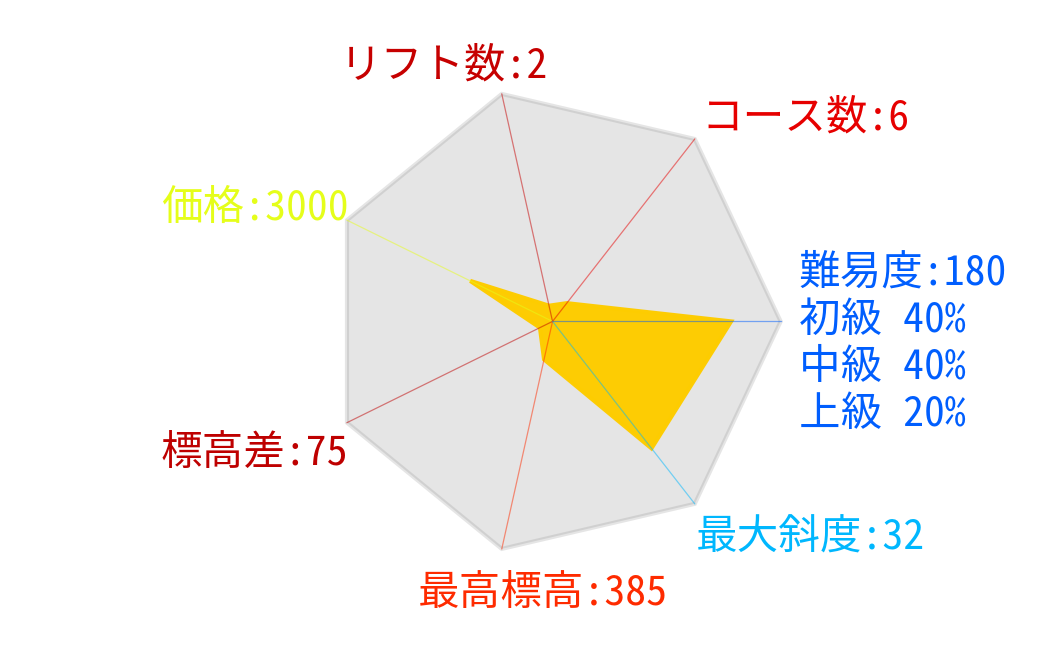 リフト数:2
コース数:6
価格:3000
難易度:180
初級 40%
中級 40%
上級 20%
標高差:75
最大斜度:32
最高標高:385